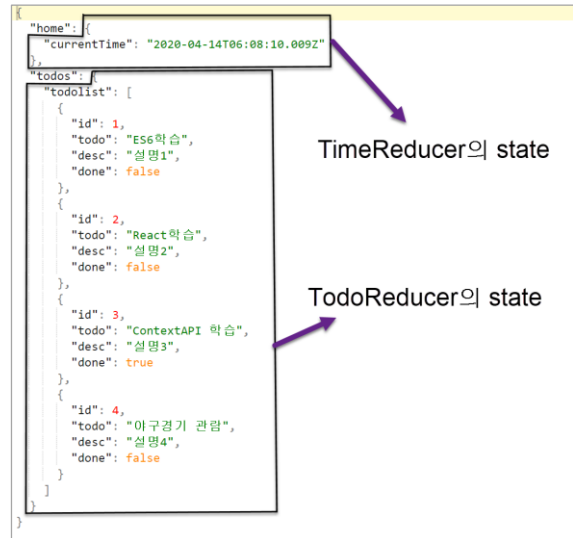 {
"home": {
"currentTime": "2020-04-14T06:08:10.009Z"
},
"todos": {
"todolist": [
{
"id": 1,
"todo": "ES6학습",
"desc": "설명1",
"done": false
},
{
"id": 2,
"todo": "React학습",
"desc": "설명2",
"done": false
},
{
"id": 3,
"todo": "ContextAPI 학습",
"desc": "설명3",
"done": true
},
{
"id": 4,
"todo": "야구경기 관람",
"desc": "설명4",
"done": false
}
]
}
}
TimeReducer의 state
TodoReducer의 state